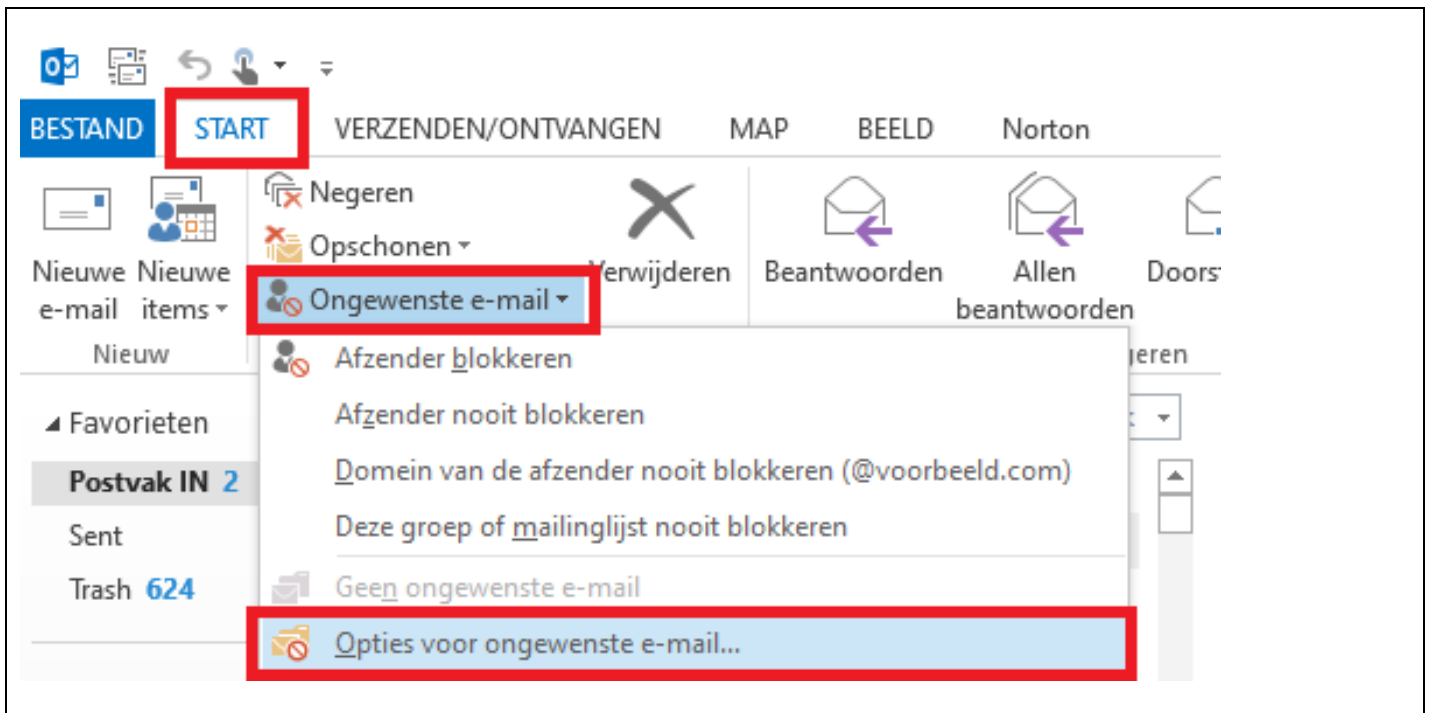 BESTAND START VERZENDEN/ONTVANGEN MAP BEELD Norton
Negeren
Opschonen
Ongewenste e-mail
Nieuwe e-mail
Nieuwe items
Verwijderen
Beantwoorden
Allen beantwoorden
Nieuw
Afzender blokkeren
Afzender nooit blokkeren
Domein van de afzender nooit blokkeren (@voorbeeld.com)
Deze groep of mailinglijst nooit blokkeren
Geen ongewenste e-mail
Opties voor ongewenste e-mail...
Favorieten
Postvak IN 2
Sent
Trash 624